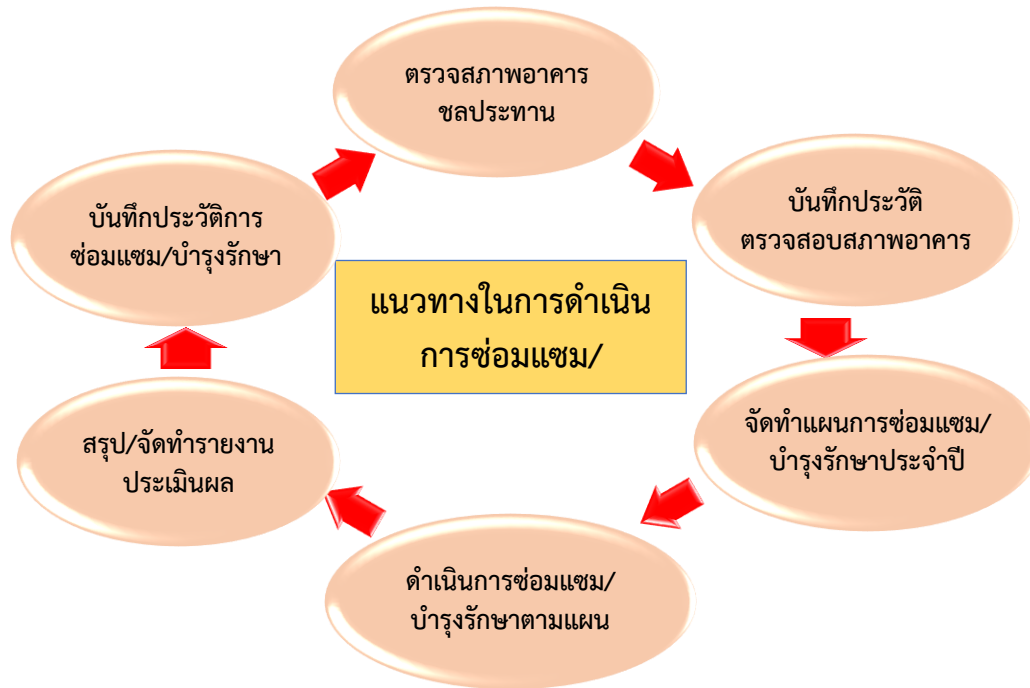 ตรวจสภาพอาคาร
ชลประทาน
บันทึกประวัติ
ตรวจสอบสภาพอาคาร
จัดทำแผนการซ่อมแซม/
บำรุงรักษาประจำปี
ดำเนินการซ่อมแซม/
บำรุงรักษาตามแผน
สรุป/จัดทำรายงาน
ประเมินผล
บันทึกประวัติการ
ซ่อมแซม/บำรุงรักษา
แนวทางในการดำเนิน
การซ่อมแซม/